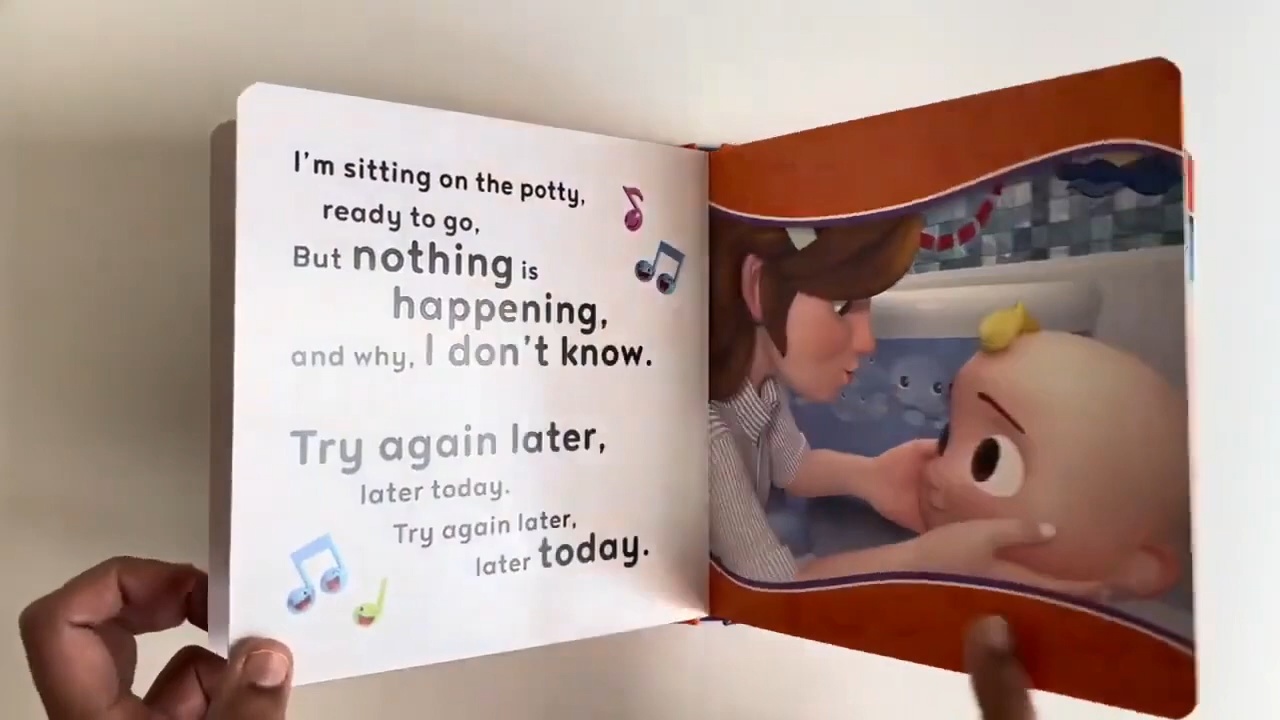 I'm sitting on the potty,
ready to go,
But nothing is
happening,
and why, I don't know.
Try again later,
later today.
Try again later,
later today.